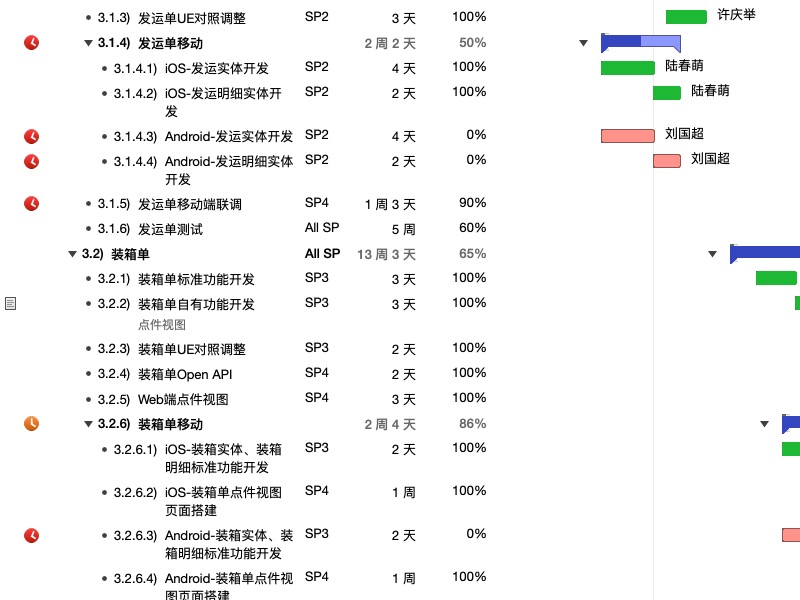 3.1.3) 发运单UE对照调整 SP2 3 天 100% 许庆举
3.1.4) 发运单移动 2 周 2 天 50%
3.1.4.1) iOS-发运实体开发 SP2 4 天 100% 陆春萌
3.1.4.2) iOS-发运明细实体开 SP2 2 天 100% 陆春萌
发
3.1.4.3) Android-发运实体开发 SP2 4 天 0% 刘国超
3.1.4.4) Android-发运明细实体 SP2 2 天 0% 刘国超
开发
3.1.5) 发运单移动端联调 SP4 1 周 3 天 90%
3.1.6) 发运单测试 All SP 5 周 60%
3.2) 装箱单 All SP 13 周 3 天 65%
3.2.1) 装箱单标准功能开发 SP3 3 天 100%
3.2.2) 装箱单自有功能开发 SP3 3 天 100%
点件视图
3.2.3) 装箱单UE对照调整 SP3 2 天 100%
3.2.4) 装箱单Open API SP4 2 天 100%
3.2.5) Web端点件视图 SP4 3 天 100%
3.2.6) 装箱单移动 2 周 4 天 86%
3.2.6.1) iOS-装箱实体、装箱 SP3 2 天 100%
明细标准功能开发
3.2.6.2) iOS-装箱单点件视图 SP4 1 周 100%
页面搭建
3.2.6.3) Android-装箱实体、装 SP3 2 天 0%
箱明细标准功能开发
3.2.6.4) Android-装箱单点件视 SP4 1 周 100%
图页面搭建